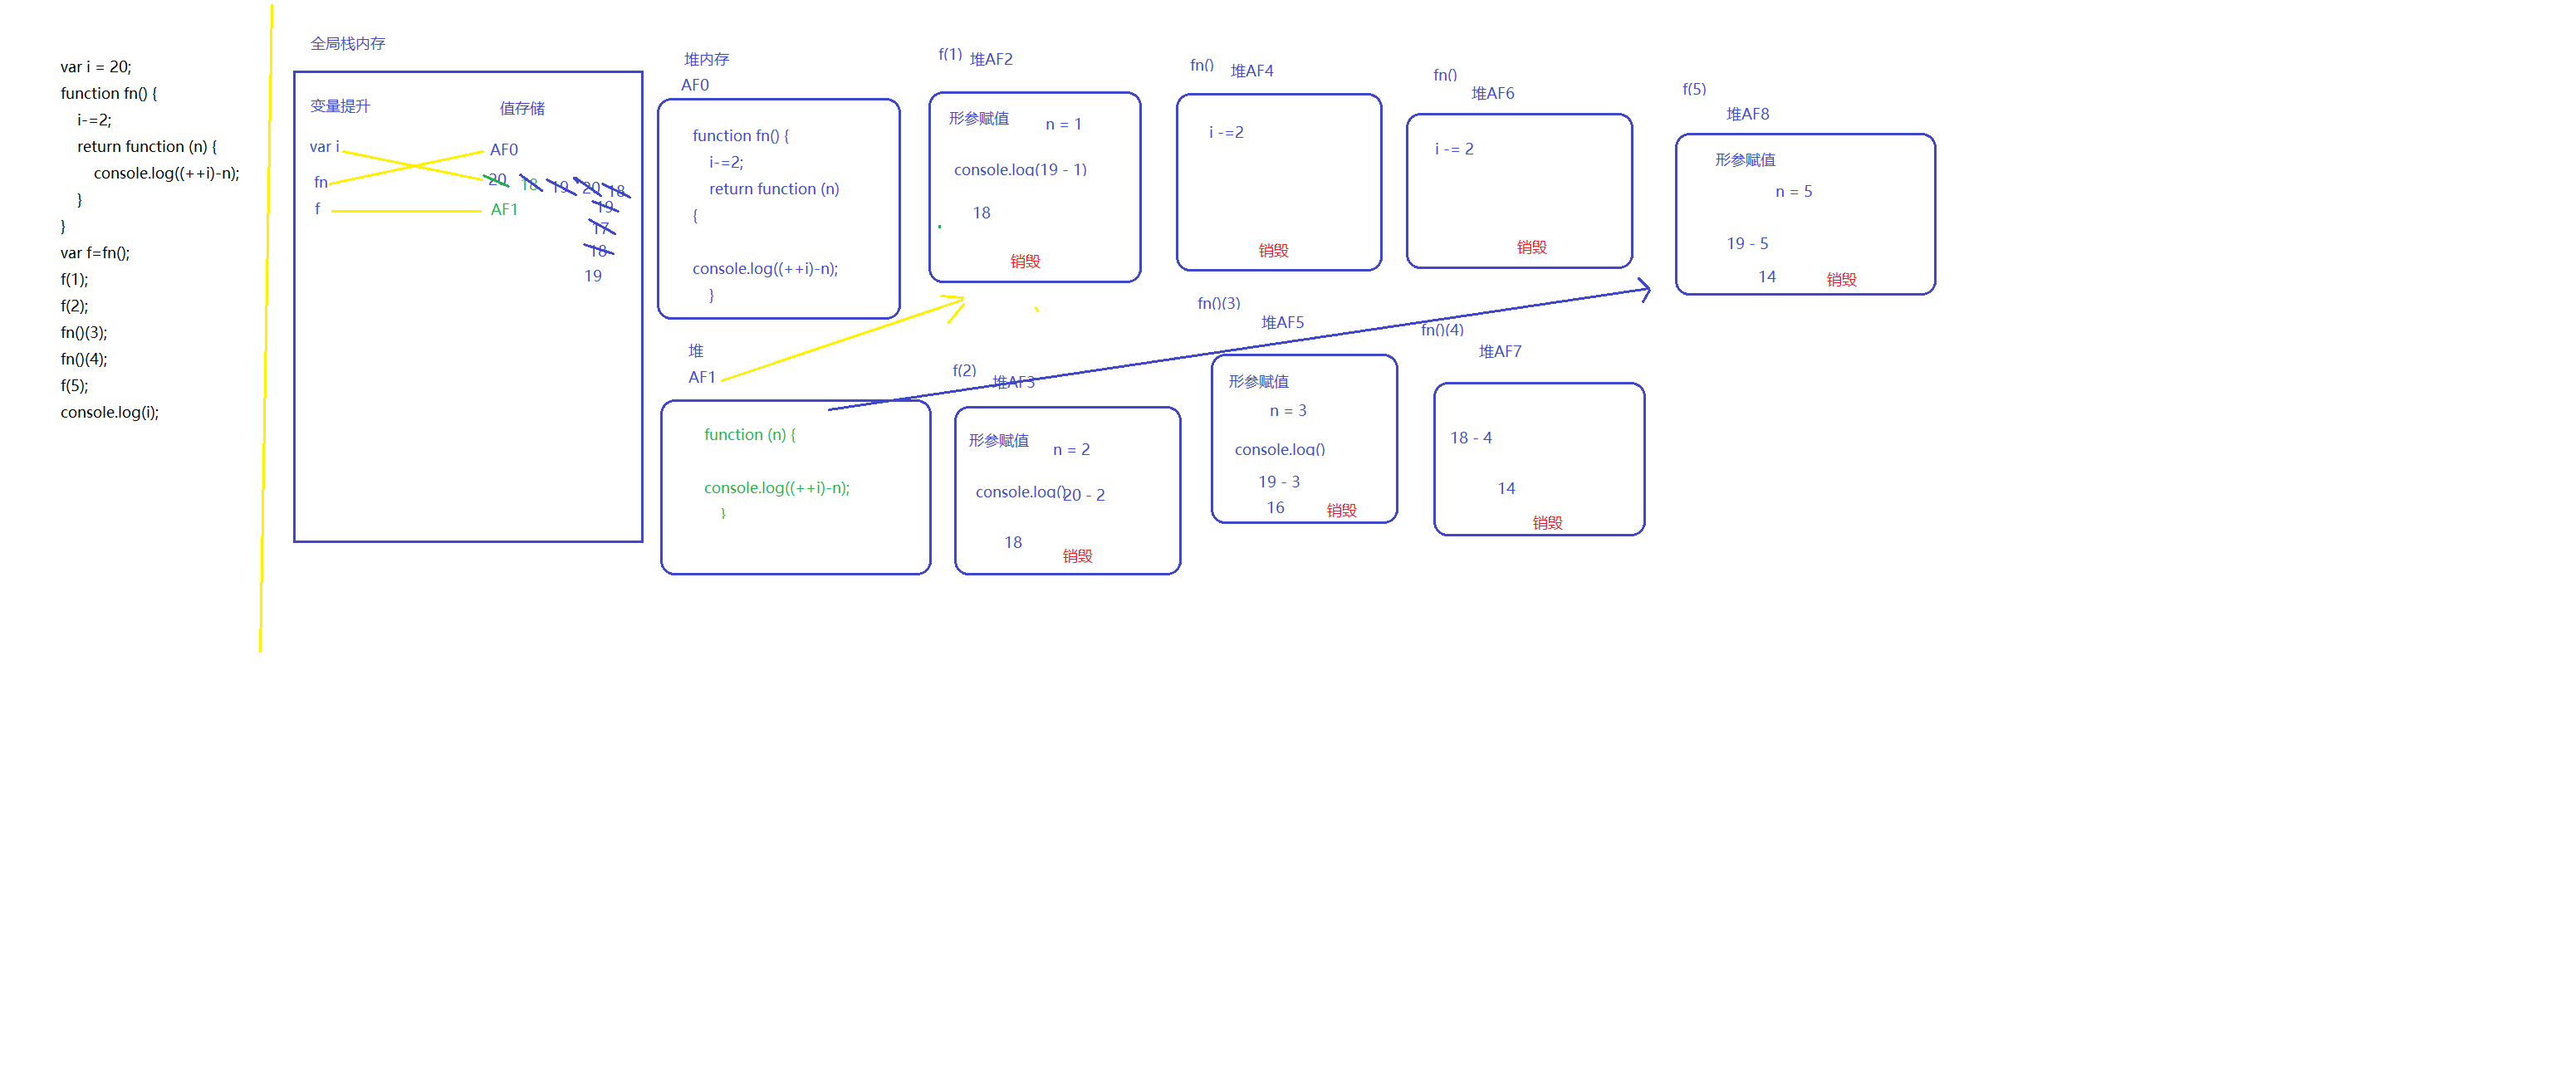 var i = 20;
function fn() {
i-=2;
return function (n) {
console.log((++i)-n);
}
}
var f=fn();
f(1);
f(2);
fn()(3);
fn()(4);
f(5);
console.log(i);
全局栈内存
变量提升
值存储
var i
AF0
fn
20 18 19 20 18
19
f
AF1
17
18
19
堆内存
AF0
function fn() {
i-=2;
return function (n)
{
console.log((++i)-n);
}
堆
AF1
function (n) {
console.log((++i)-n);
}
f(1) 堆AF2
形参赋值 n = 1
console.log(19 - 1)
18
销毁
f(2) 堆AF3
形参赋值 n = 2
console.log()20 - 2
18
销毁
fn() 堆AF4
i -=2
销毁
fn()(3)
堆AF5
形参赋值
n = 3
console.log()
19 - 3
16 销毁
fn()
堆AF6
i -= 2
销毁
fn()(4)
堆AF7
18 - 4
14
销毁
f(5)
堆AF8
形参赋值
n = 5
19 - 5
14 销毁